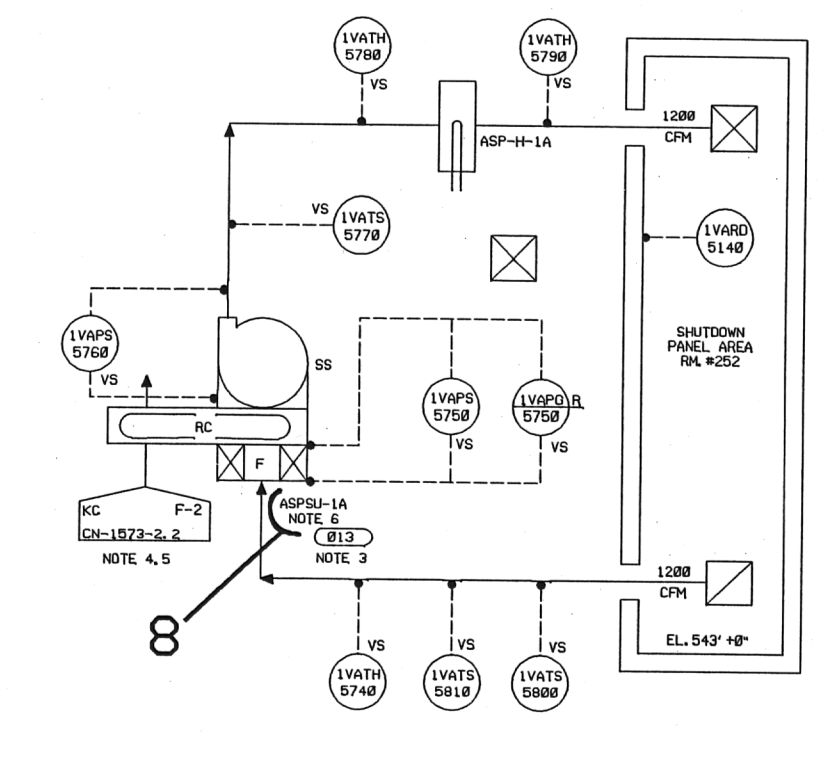 1VATH
5780
VS
1VATH
5790
VS
ASP-H-1A
1200
CFM
VS
1VATS
5770
1VARD
5140
SHUTDOWN
PANEL AREA
RM. #252
1VAPS
5760
VS
SS
1VAPS
5750
VS
1VAPG R
5750
VS
RC
F
KC F-2
CN-1573-2.2
NOTE 4.5
ASPSU-1A
NOTE 6
013
NOTE 3
8
1200
CFM
EL. 543' +0"
VS
1VATH
5740
VS
1VATS
5810
VS
1VATS
5800